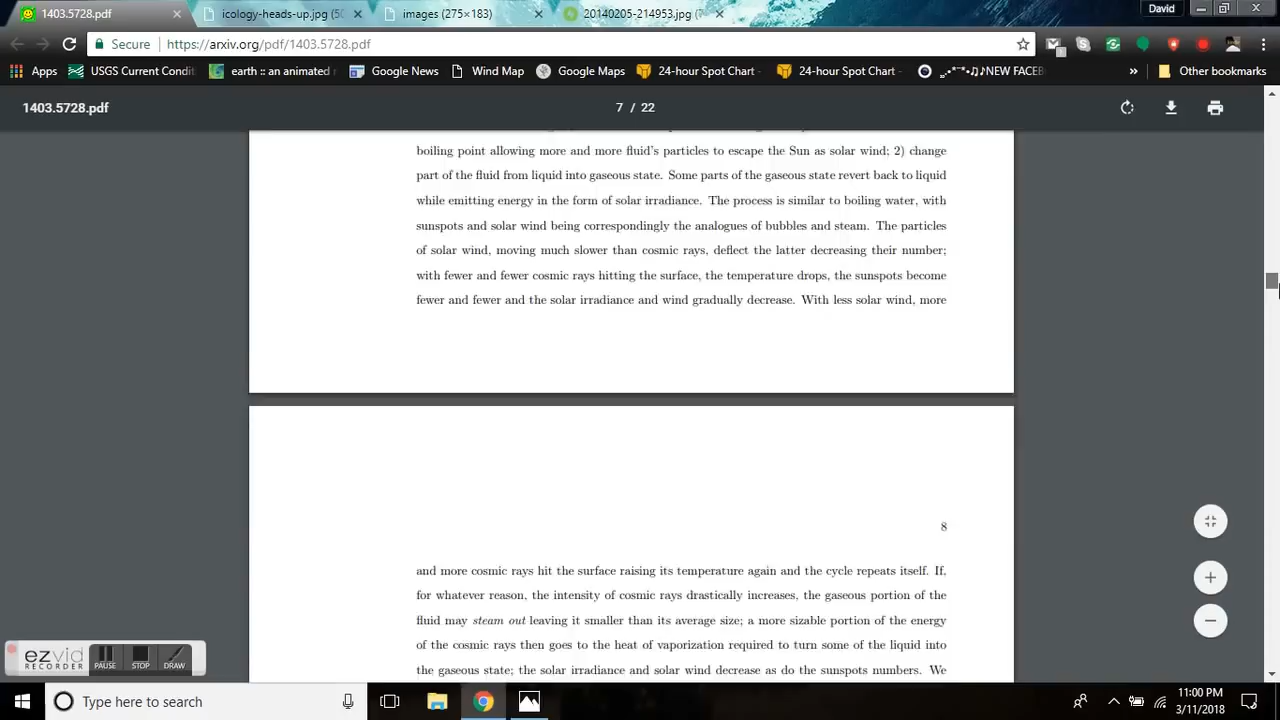 1403.5728.pdf
icology-heads-up.jpg (50
images (275×183)
20140205-214953.jpg (7
David
Secure
https://arxiv.org/pdf/1403.5728.pdf
1
Apps
USGS Current Condit
earth :: an animated
Google News
Wind Map
Google Maps
24-hour Spot Chart -
24-hour Spot Chart -
NEW FACEB
»
Other bookmarks
1403.5728.pdf
7 / 22
boiling point allowing more and more fluid's particles to escape the Sun as solar wind; 2) change
part of the fluid from liquid into gaseous state. Some parts of the gaseous state revert back to liquid
while emitting energy in the form of solar irradiance. The process is similar to boiling water, with
sunspots and solar wind being correspondingly the analogues of bubbles and steam. The particles
of solar wind, moving much slower than cosmic rays, deflect the latter decreasing their number;
with fewer and fewer cosmic rays hitting the surface, the temperature drops, the sunspots become
fewer and fewer and the solar irradiance and wind gradually decrease. With less solar wind, more
8
and more cosmic rays hit the surface raising its temperature again and the cycle repeats itself. If,
for whatever reason, the intensity of cosmic rays drastically increases, the gaseous portion of the
fluid may steam out leaving it smaller than its average size; a more sizable portion of the energy
of the cosmic rays then goes to the heat of vaporization required to turn some of the liquid into
the gaseous state; the solar irradiance and solar wind decrease as do the sunspots numbers. We
ezvid
RECORDER
PAUSE
STOP
DRAW
Type here to search
11:00 PM
3/11/2018